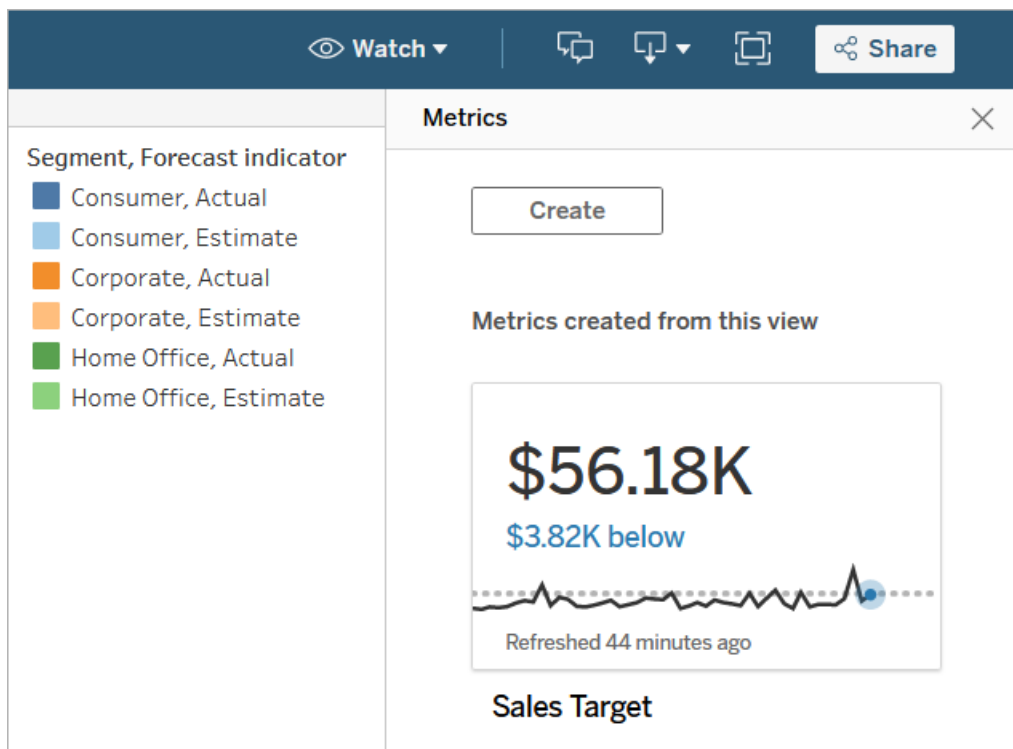 Watch
Share
Metrics
Segment, Forecast indicator
Consumer, Actual
Consumer, Estimate
Corporate, Actual
Corporate, Estimate
Home Office, Actual
Home Office, Estimate
Create
Metrics created from this view
$56.18K
$3.82K below
Refreshed 44 minutes ago
Sales Target